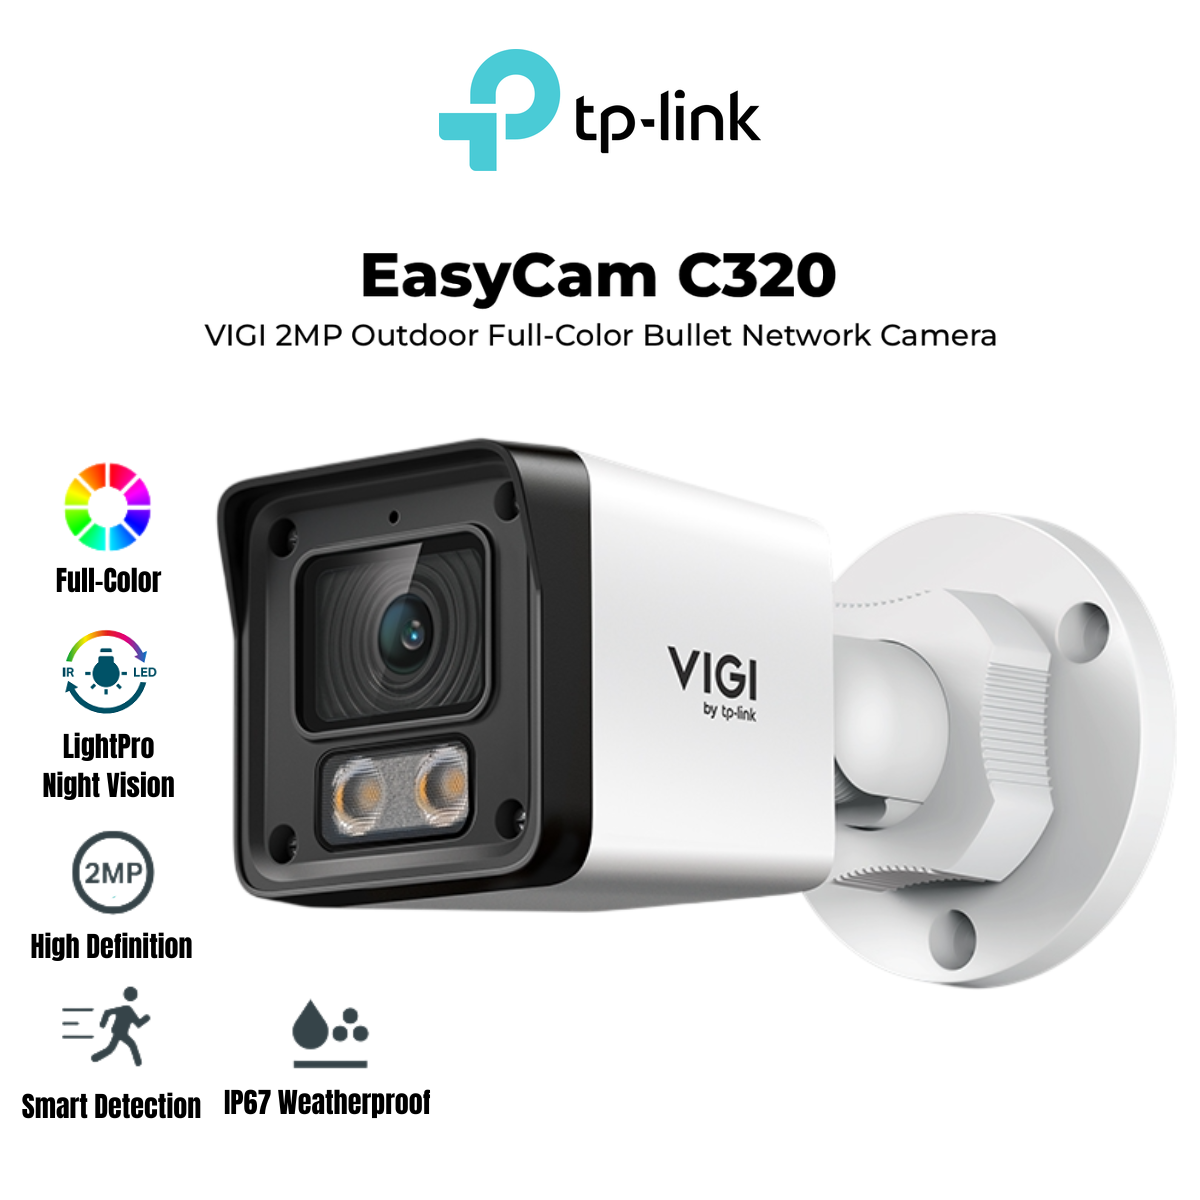 tp-link
EasyCam C320
VIGI 2MP Outdoor Full-Color Bullet Network Camera
Full-Color
IR LED
LightPro
Night Vision
2MP
High Definition
Smart Detection
IP67 Weatherproof
VIGI
by tp-link